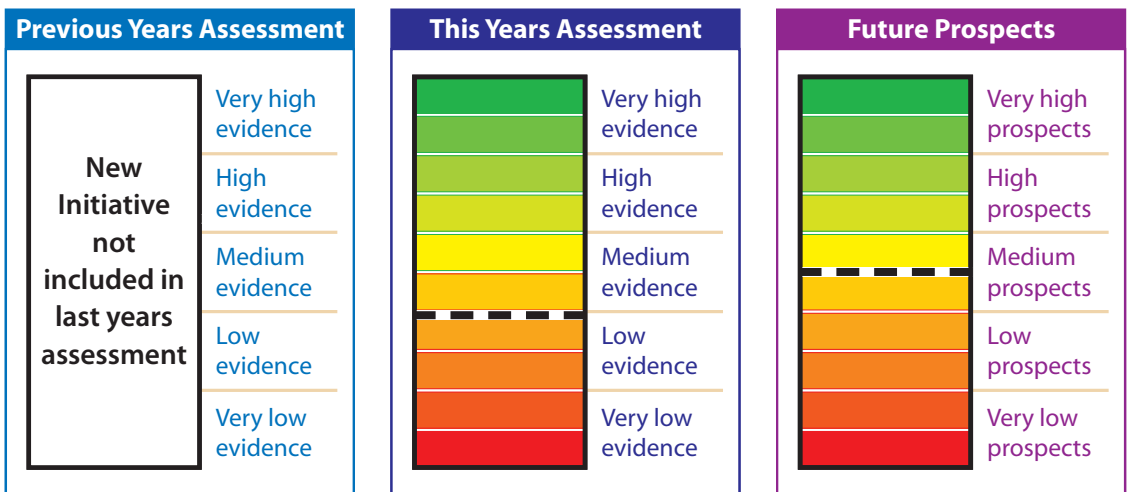 Previous Years Assessment
New
Initiative
not
included in
last years
assessment
Very high
evidence
High
evidence
Medium
evidence
Low
evidence
Very low
evidence
This Years Assessment
Very high
evidence
High
evidence
Medium
evidence
Low
evidence
Very low
evidence
Future Prospects
Very high
prospects
High
prospects
Medium
prospects
Low
prospects
Very low
prospects